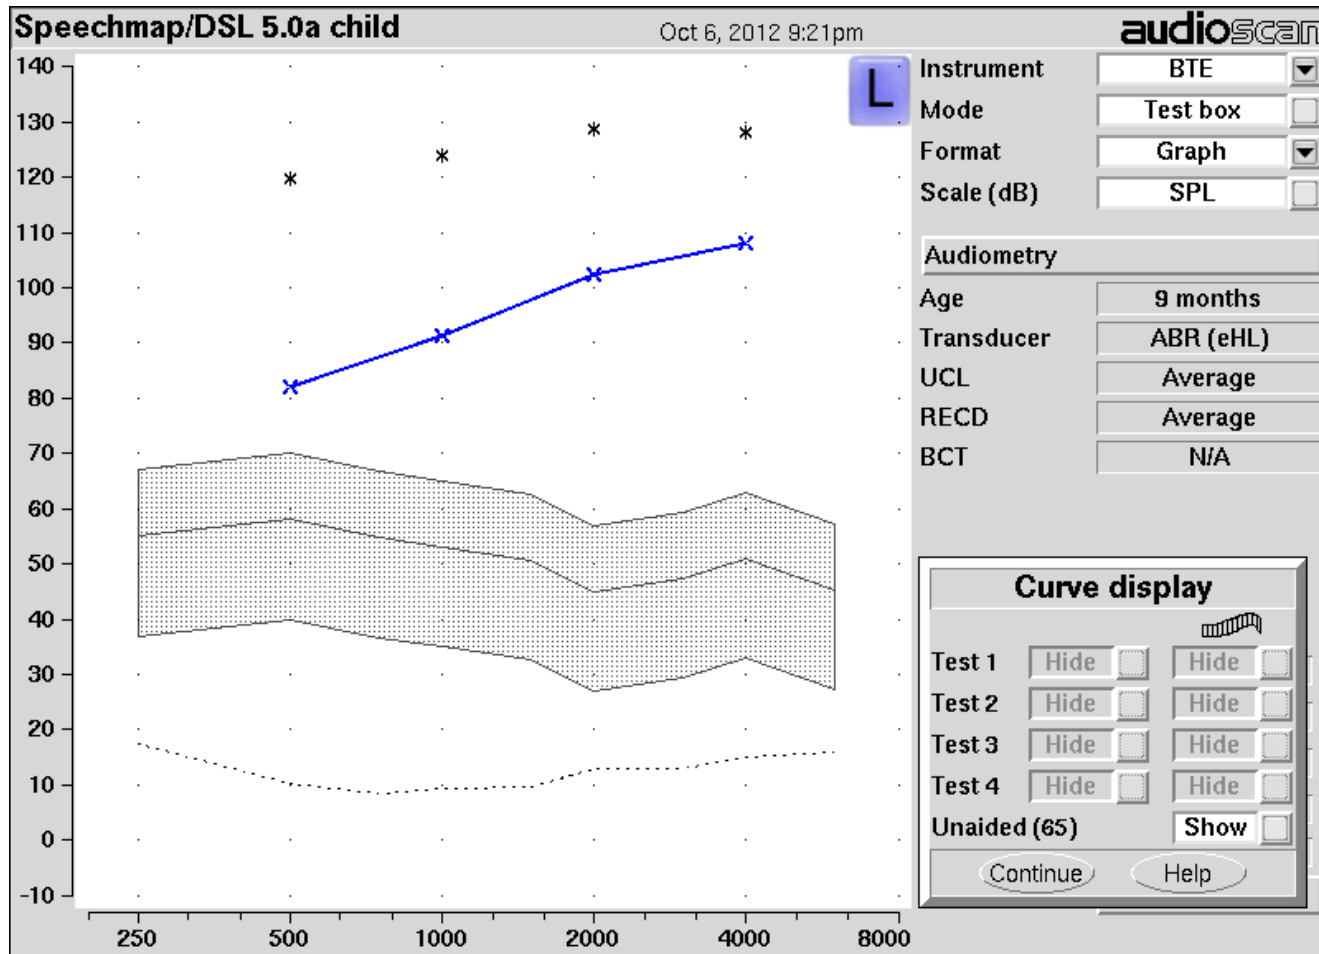 Speechmap/DSL 5.0a child
Oct 6, 2012 9:21pm
audioscan
L
140
130
120
110
100
90
80
70
60
50
40
30
20
10
0
-10
250 500 1000 2000 4000 8000
Instrument BTE
Mode Test box
Format Graph
Scale (dB) SPL
Audiometry
Age 9 months
Transducer ABR (eHL)
UCL Average
RECD Average
BCT N/A
Curve display
Test 1 Hide Hide
Test 2 Hide Hide
Test 3 Hide Hide
Test 4 Hide Hide
Unaided (65) Show
Continue Help